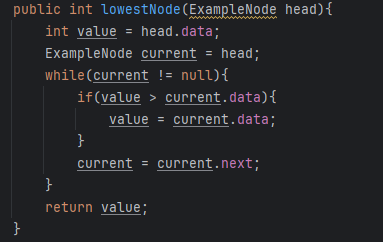 public int lowestNode(ExampleNode head){
    int value = head.data;
    ExampleNode current = head;
    while(current != null){
        if(value > current.data){
            value = current.data;
        }
        current = current.next;
    }
    return value;
}